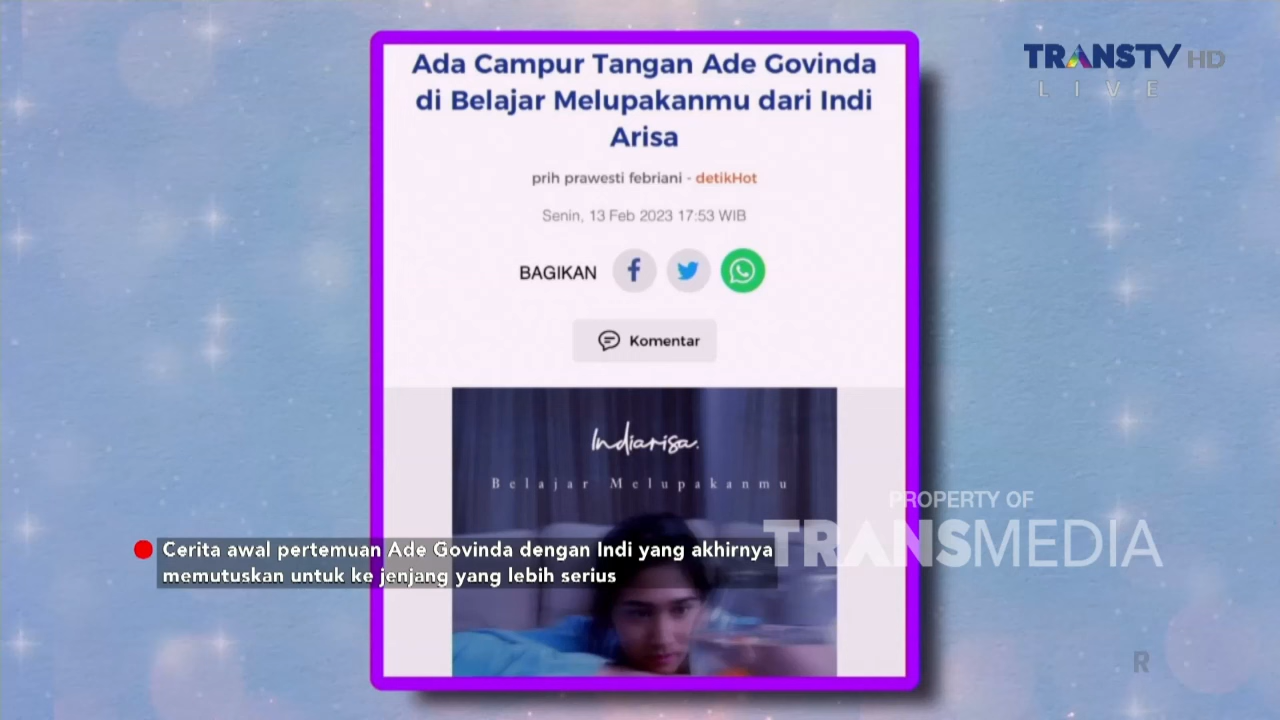 TRANSTV HD
LIVE
Ada Campur Tangan Ade Govinda
di Belajar Melupakanmu dari Indi
Arisa
prih prawesti febriani - detikHot
Senin, 13 Feb 2023 17:53 WIB
BAGIKAN
Komentar
Indiarisa.
Belajar Melupakanmu
PROPERTY OF
TRANSMEDIA
Cerita awal pertemuan Ade Govinda dengan Indi yang akhirnya
memutuskan untuk ke jenjang yang lebih serius
R